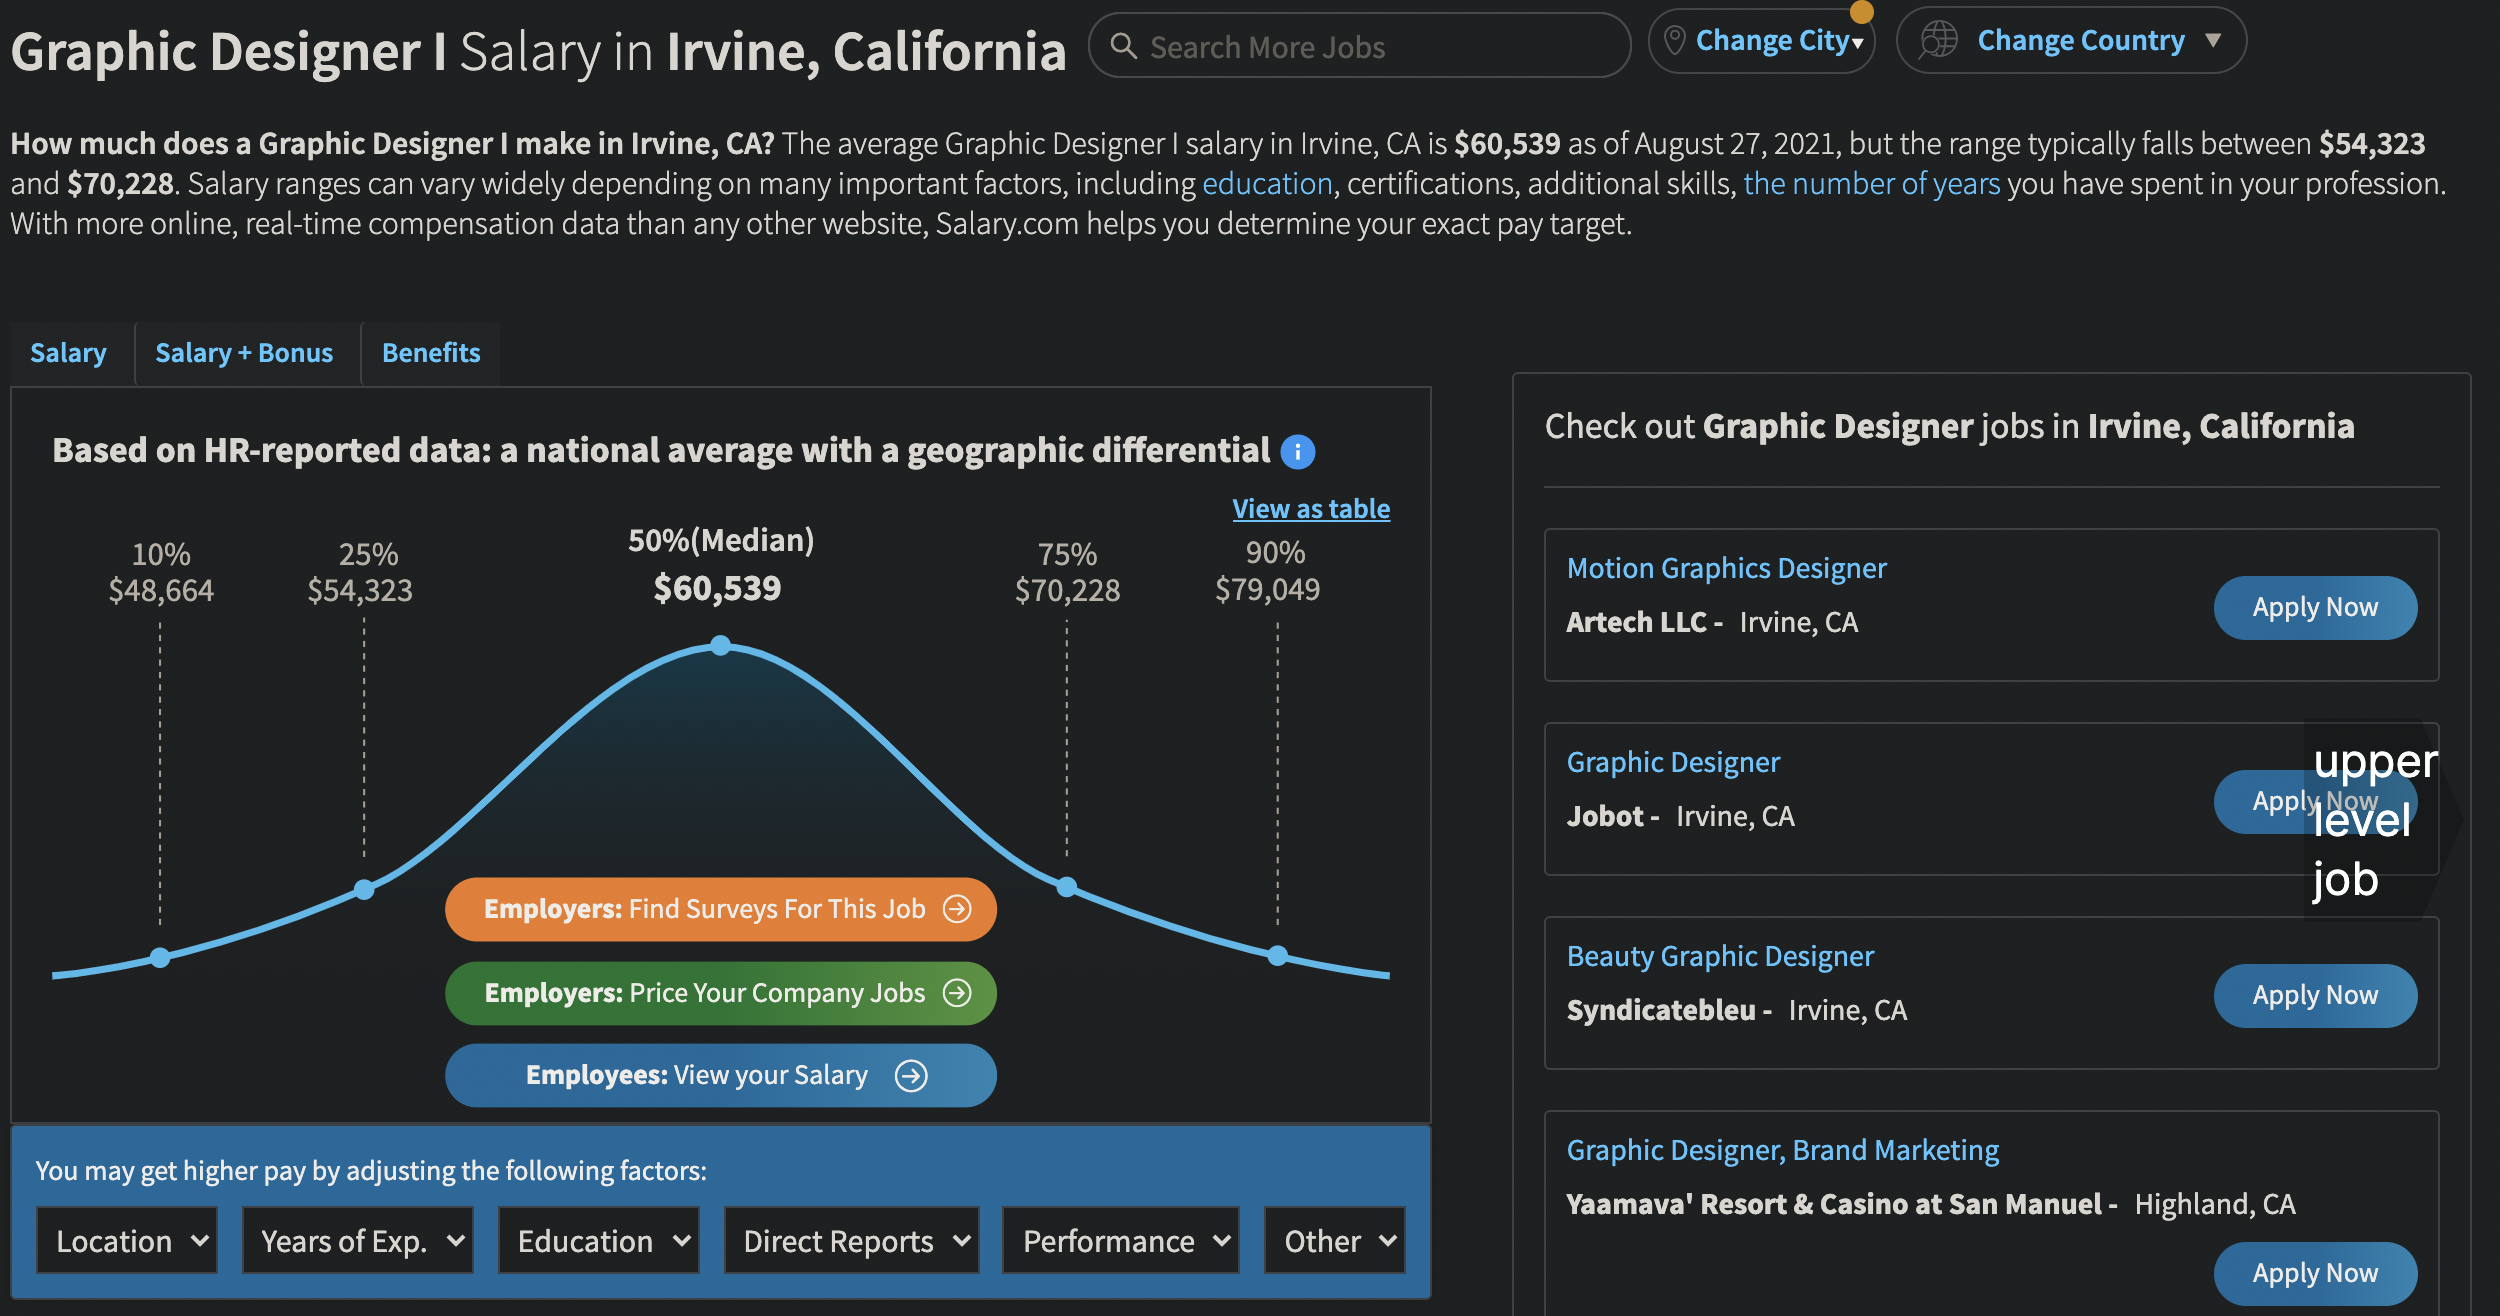 Graphic Designer I Salary in Irvine, California
Search More Jobs
Change City
Change Country
How much does a Graphic Designer I make in Irvine, CA? The average Graphic Designer I salary in Irvine, CA is $60,539 as of August 27, 2021, but the range typically falls between $54,323
and $70,228. Salary ranges can vary widely depending on many important factors, including education, certifications, additional skills, the number of years you have spent in your profession.
With more online, real-time compensation data than any other website, Salary.com helps you determine your exact pay target.
Salary
Salary + Bonus
Benefits
Based on HR-reported data: a national average with a geographic differential
View as table
10%
$48,664
25%
$54,323
50%(Median)
$60,539
75%
$70,228
90%
$79,049
Employers: Find Surveys For This Job
Employers: Price Your Company Jobs
Employees: View your Salary
You may get higher pay by adjusting the following factors:
Location
Years of Exp.
Education
Direct Reports
Performance
Other
Check out Graphic Designer jobs in Irvine, California
Motion Graphics Designer
Artech LLC - Irvine, CA
Apply Now
Graphic Designer
Jobot - Irvine, CA
Apply Now
upper
level
job
Beauty Graphic Designer
Syndicatebleu - Irvine, CA
Apply Now
Graphic Designer, Brand Marketing
Yaamava' Resort & Casino at San Manuel - Highland, CA
Apply Now